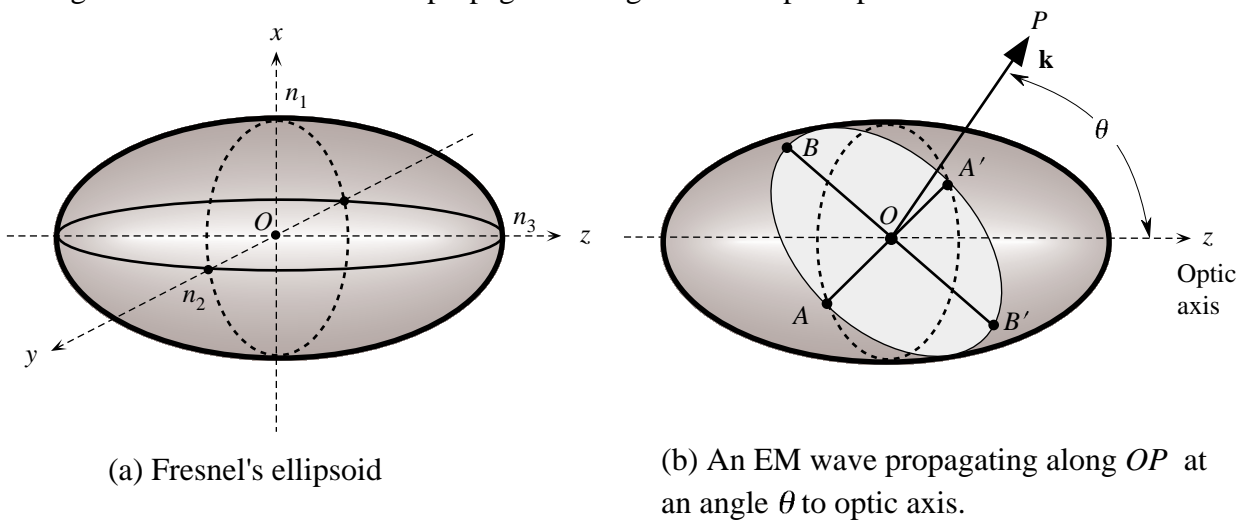 x
n1
O
n3
z
n2
y
(a) Fresnel's ellipsoid
P
k
θ
B
A′
O
z
Optic
axis
A
B′
(b) An EM wave propagating along OP at
an angle θ to optic axis.